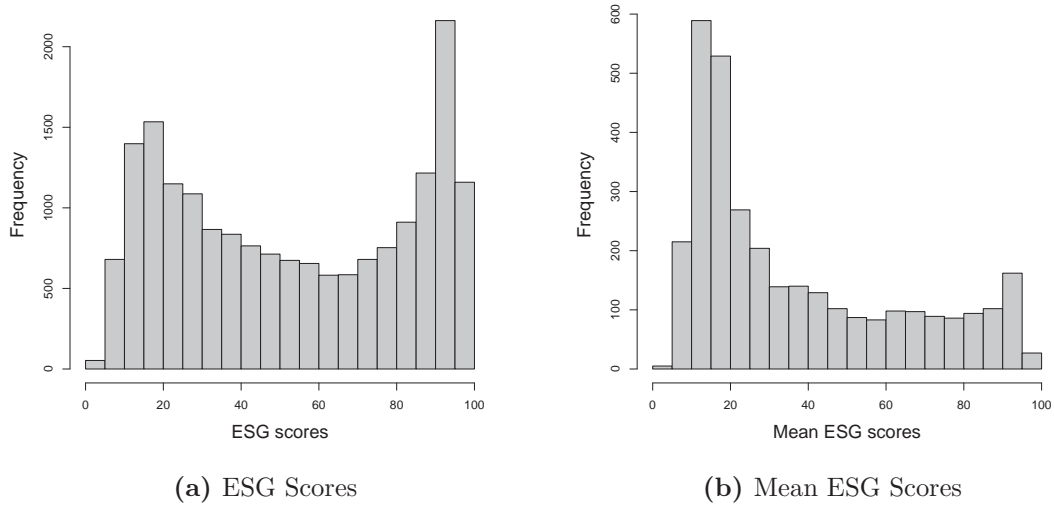 Frequency
2000
1500
1000
500
0
0 20 40 60 80 100
ESG scores
(a) ESG Scores
Frequency
600
500
400
300
200
100
0
0 20 40 60 80 100
Mean ESG scores
(b) Mean ESG Scores